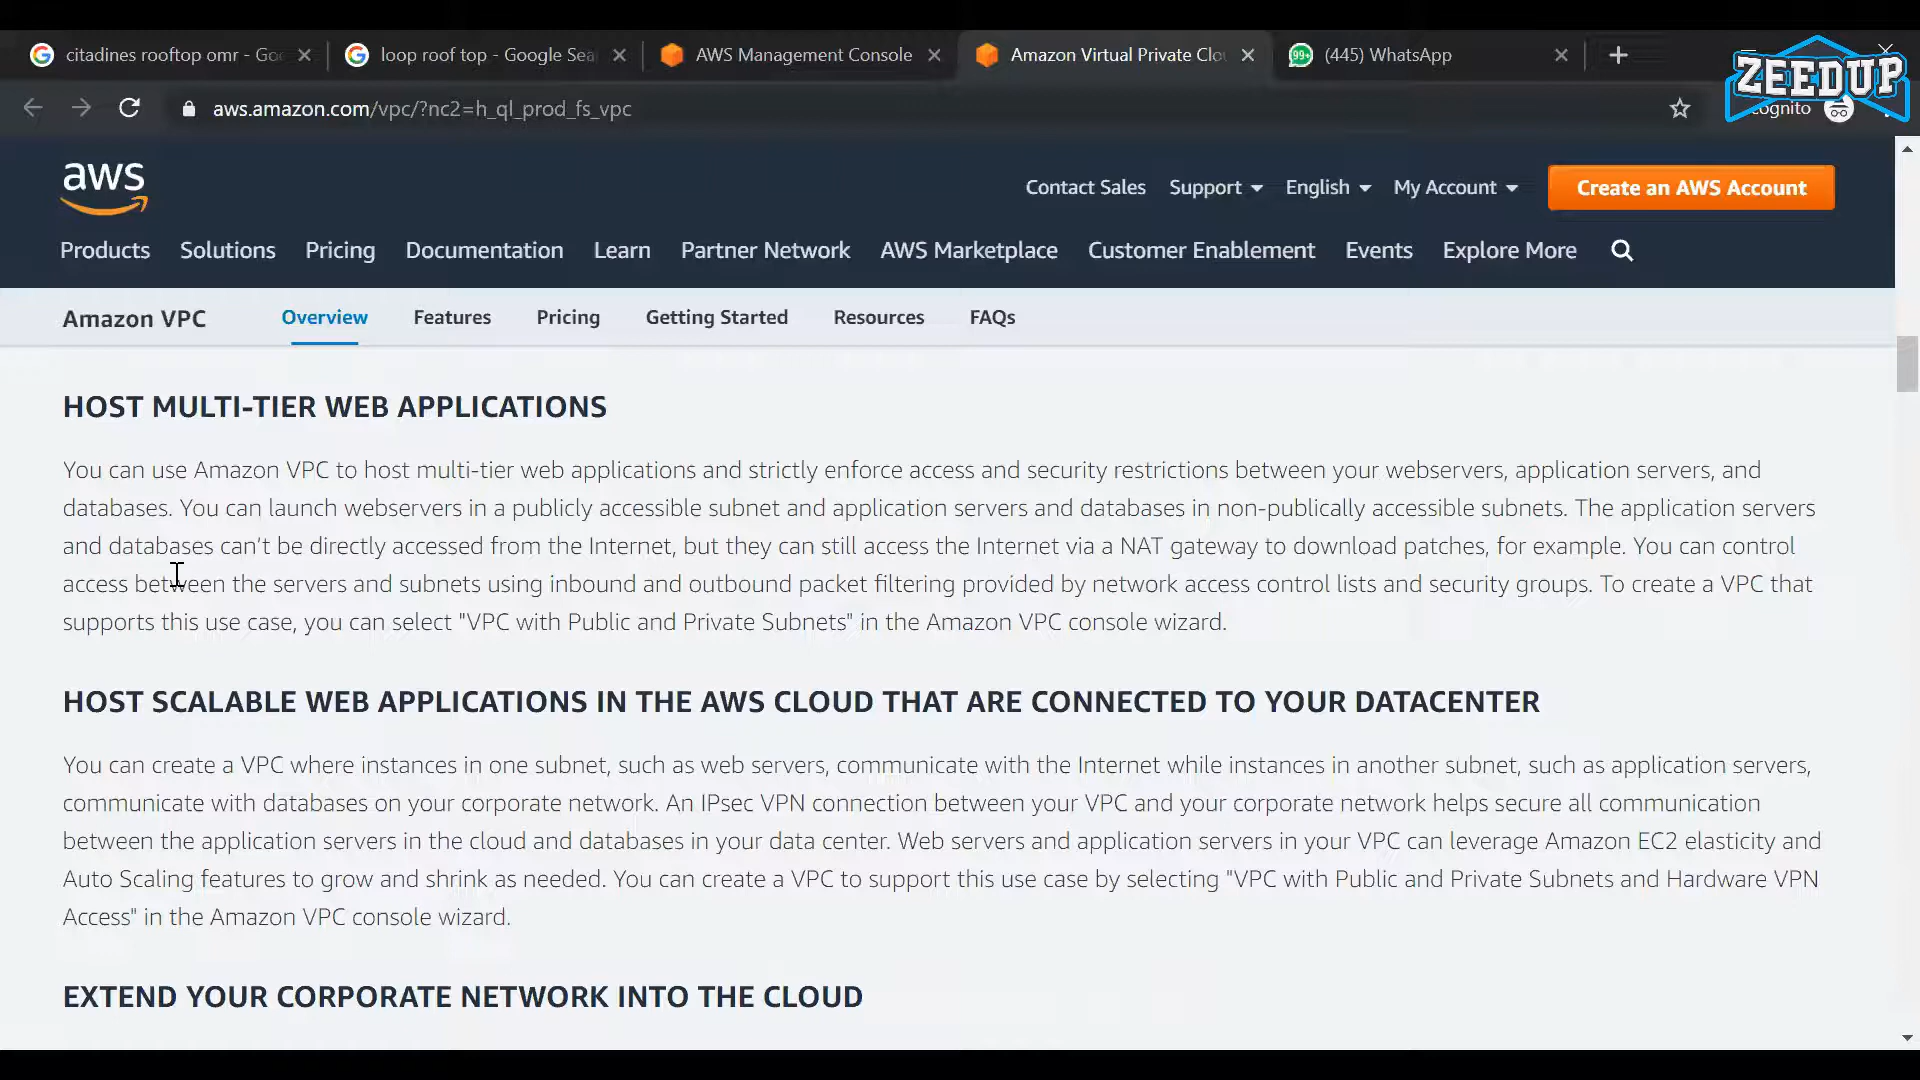 citadines rooftop omr - Goo
loop roof top - Google Sea
AWS Management Console
Amazon Virtual Private Clou
99+
(445) WhatsApp
ZEEDUP
aws.amazon.com/vpc/?nc2=h_ql_prod_fs_vpc
cognito
aws
Contact Sales
Support
English
My Account
Create an AWS Account
Products
Solutions
Pricing
Documentation
Learn
Partner Network
AWS Marketplace
Customer Enablement
Events
Explore More
Amazon VPC
Overview
Features
Pricing
Getting Started
Resources
FAQs
HOST MULTI-TIER WEB APPLICATIONS
You can use Amazon VPC to host multi-tier web applications and strictly enforce access and security restrictions between your webservers, application servers, and
databases. You can launch webservers in a publicly accessible subnet and application servers and databases in non-publically accessible subnets. The application servers
and databases can't be directly accessed from the Internet, but they can still access the Internet via a NAT gateway to download patches, for example. You can control
access between the servers and subnets using inbound and outbound packet filtering provided by network access control lists and security groups. To create a VPC that
supports this use case, you can select "VPC with Public and Private Subnets" in the Amazon VPC console wizard.
HOST SCALABLE WEB APPLICATIONS IN THE AWS CLOUD THAT ARE CONNECTED TO YOUR DATACENTER
You can create a VPC where instances in one subnet, such as web servers, communicate with the Internet while instances in another subnet, such as application servers,
communicate with databases on your corporate network. An IPsec VPN connection between your VPC and your corporate network helps secure all communication
between the application servers in the cloud and databases in your data center. Web servers and application servers in your VPC can leverage Amazon EC2 elasticity and
Auto Scaling features to grow and shrink as needed. You can create a VPC to support this use case by selecting "VPC with Public and Private Subnets and Hardware VPN
Access" in the Amazon VPC console wizard.
EXTEND YOUR CORPORATE NETWORK INTO THE CLOUD